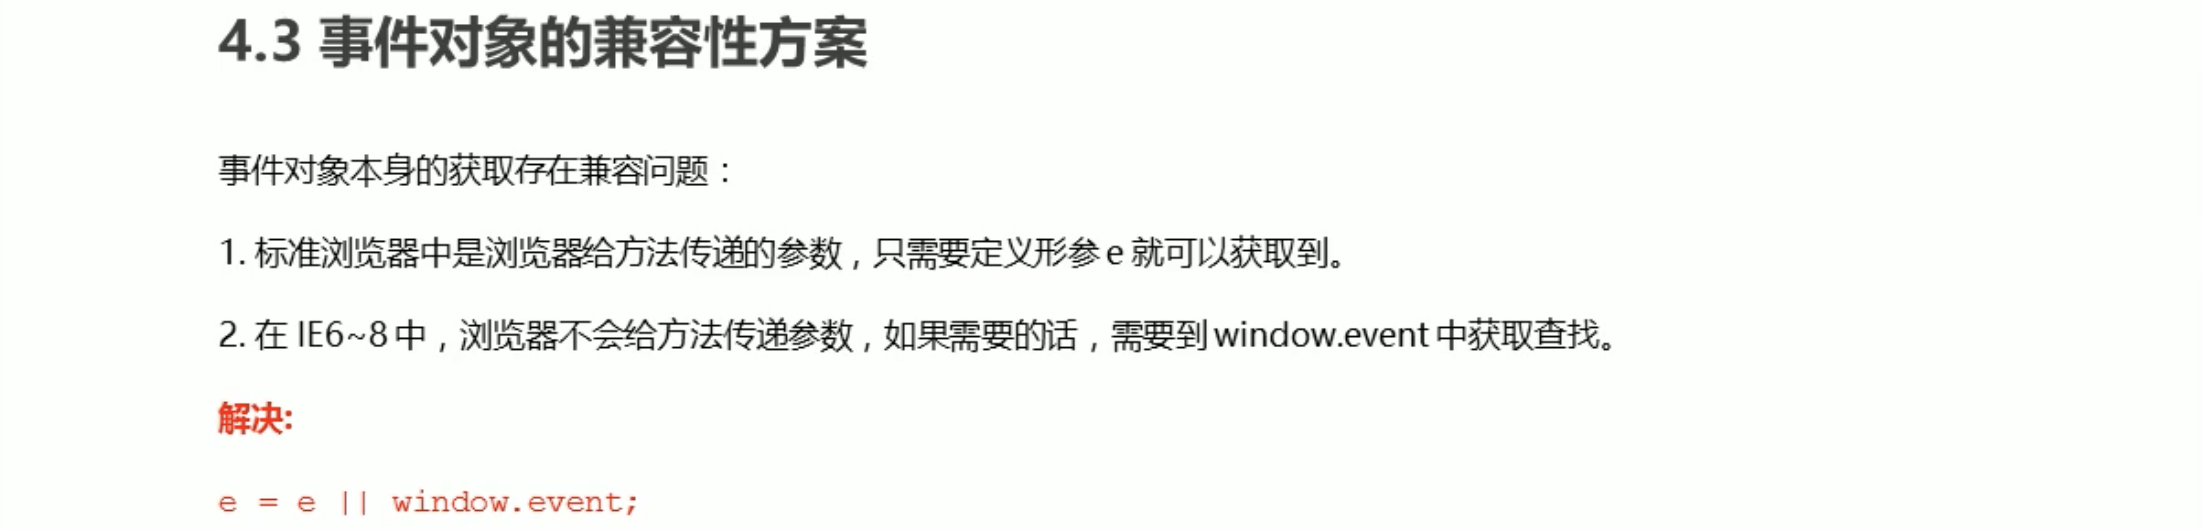 4.3 事件对象的兼容性方案
事件对象本身的获取存在兼容问题：
1. 标准浏览器中是浏览器给方法传递的参数，只需要定义形参 e 就可以获取到。
2. 在 IE6~8 中，浏览器不会给方法传递参数，如果需要的话，需要到 window.event 中获取查找。
解决:
e = e || window.event;